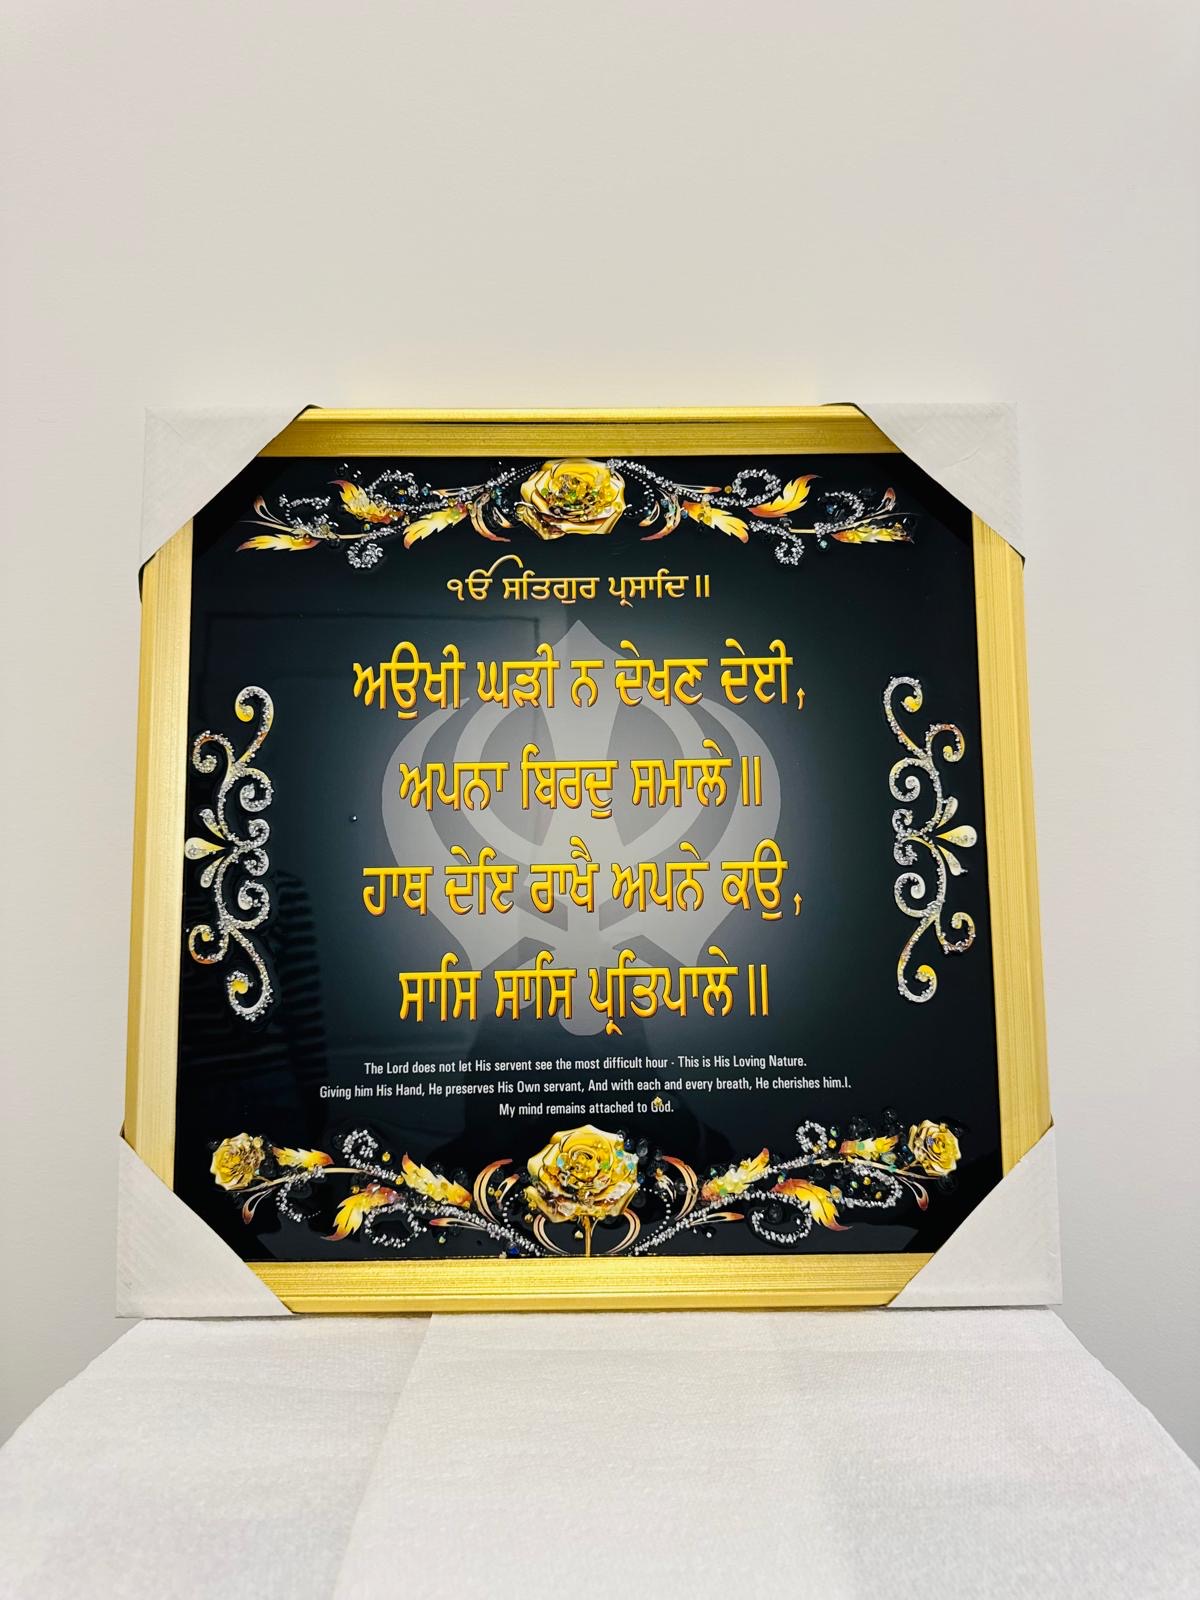 ੴ ਸਤਿਗੁਰ ਪ੍ਰਸਾਦਿ॥
ਅਉਖੀ ਘੜੀ ਨ ਦੇਖਣ ਦੇਈ,
ਅਪਨਾ ਬਿਰਦੁ ਸਮਾਲੇ॥
ਹਾਥ ਦੇਇ ਰਾਖੈ ਅਪਨੇ ਕਉ,
ਸਾਸਿ ਸਾਸਿ ਪ੍ਰਤਿਪਾਲੇ॥
The Lord does not let His servent see the most difficult hour - This is His Loving Nature.
Giving him His Hand, He preserves His Own servant, And with each and every breath, He cherishes him.I.
My mind remains attached to God.